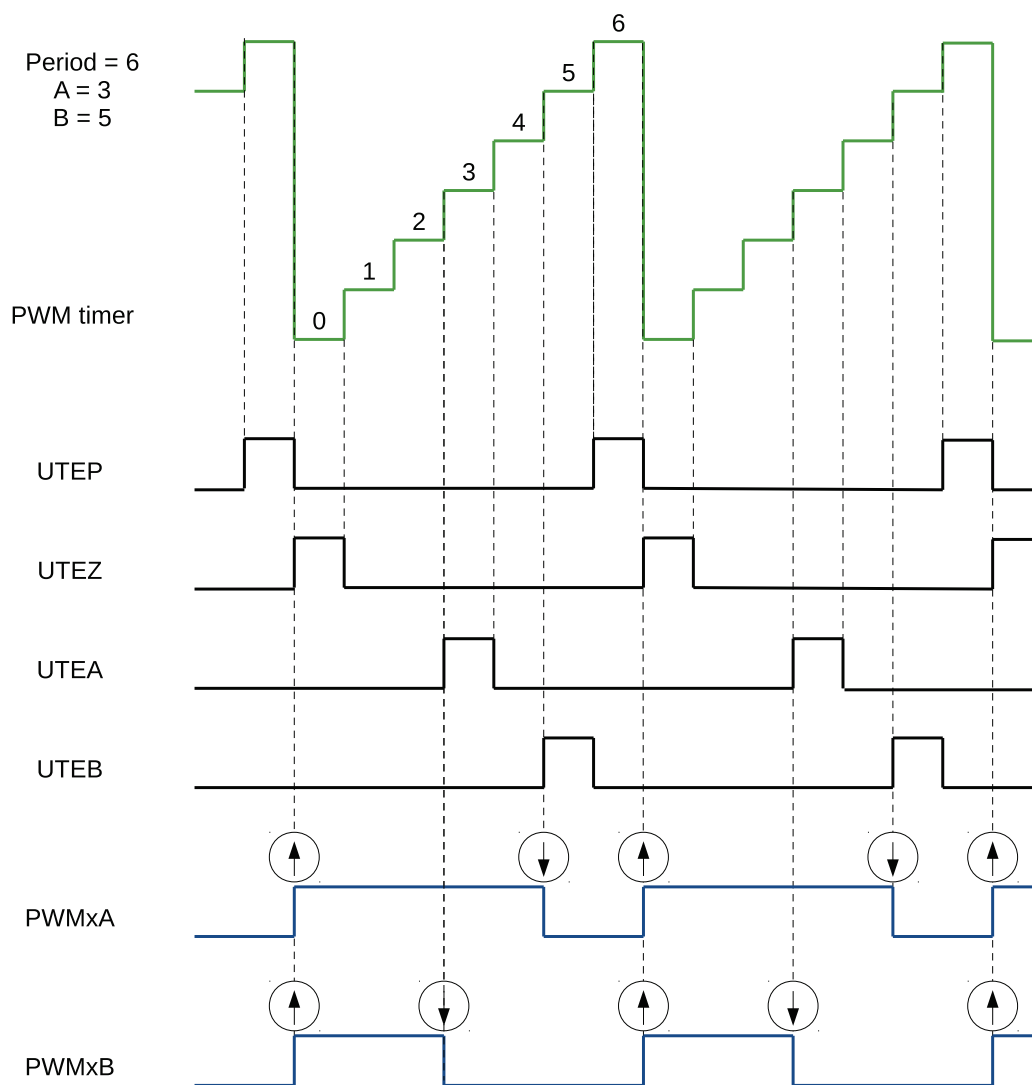 6
Period = 6
A = 3
B = 5
5
4
3
2
1
0
PWM timer
UTEP
UTEZ
UTEA
UTEB
PWMxA
PWMxB